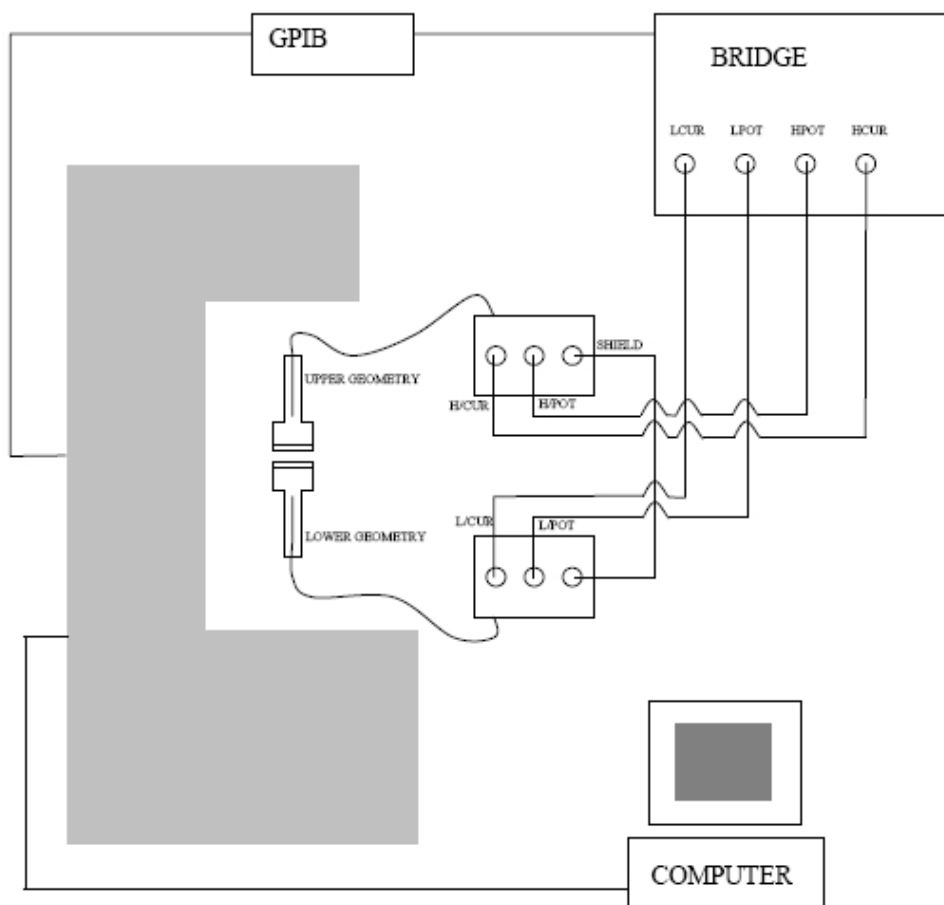 GPIB
BRIDGE
LCUR LPOT HPOT HCUR
SHIELD
UPPER GEOMETRY
H/CUR H/POT
L/CUR L/POT
LOWER GEOMETRY
COMPUTER